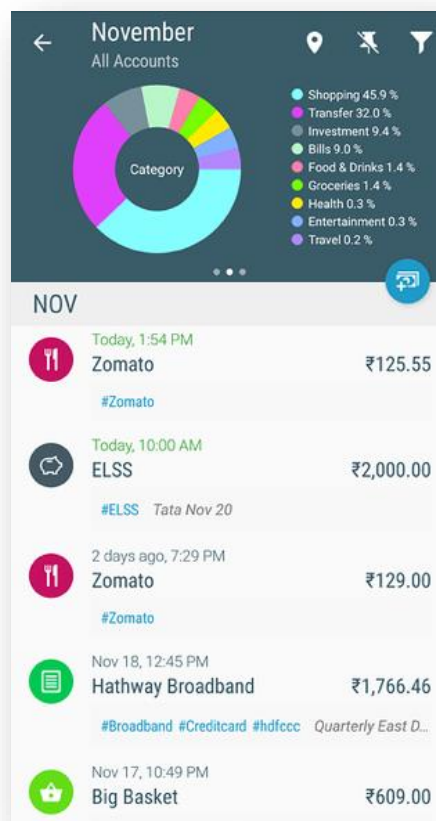 November
All Accounts
Category
Shopping 45.9 %
Transfer 32.0 %
Investment 9.4 %
Bills 9.0 %
Food & Drinks 1.4 %
Groceries 1.4 %
Health 0.3 %
Entertainment 0.3 %
Travel 0.2 %
NOV
Today, 1:54 PM
Zomato ₹125.55
#Zomato
Today, 10:00 AM
ELSS ₹2,000.00
#ELSS Tata Nov 20
2 days ago, 7:29 PM
Zomato ₹129.00
#Zomato
Nov 18, 12:45 PM
Hathway Broadband ₹1,766.46
#Broadband #Creditcard #hdfccc Quarterly East D...
Nov 17, 10:49 PM
Big Basket ₹609.00